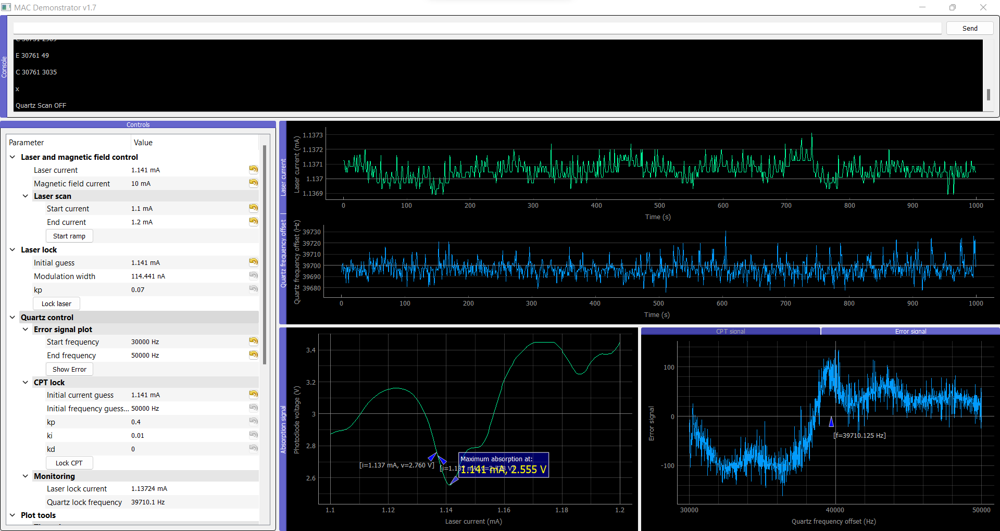 MAC Demonstrator v1.7
Send
Console
E 30761 49
C 30761 3035
x
Quartz Scan OFF
Controls
Parameter Value
Laser and magnetic field control
Laser current 1.141 mA
Magnetic field current 10 mA
Laser scan
Start current 1.1 mA
End current 1.2 mA
Start ramp
Laser lock
Initial guess 1.141 mA
Modulation width 114.441 nA
kp 0.07
Lock laser
Quartz control
Error signal plot
Start frequency 30000 Hz
End frequency 50000 Hz
Show Error
CPT lock
Initial current guess 1.141 mA
Initial frequency guess... 50000 Hz
kp 0.4
ki 0.01
kd 0
Lock CPT
Monitoring
Laser lock current 1.13724 mA
Quartz lock frequency 39710.1 Hz
Plot tools
Laser current
Laser current (mA)
1.1373
1.1372
1.1371
1.137
1.1369
0 100 200 300 400 500 600 700 800 900 1000
Time (s)
Quartz frequency offset
Quartz frequency offset (Hz)
39730
39720
39710
39700
39690
39680
0 100 200 300 400 500 600 700 800 900 1000
Time (s)
Absorption signal
Photodiode voltage (V)
3.4
3.2
3
2.8
2.6
[i=1.137 mA, v=2.760 V]
Maximum absorption at:
1.141 mA, 2.555 V
1.1 1.12 1.14 1.16 1.18 1.2
Laser current (mA)
CPT signal Error signal
Error signal
100
0
-100
[f=39710.125 Hz]
30000 40000 50000
Quartz frequency offset (Hz)